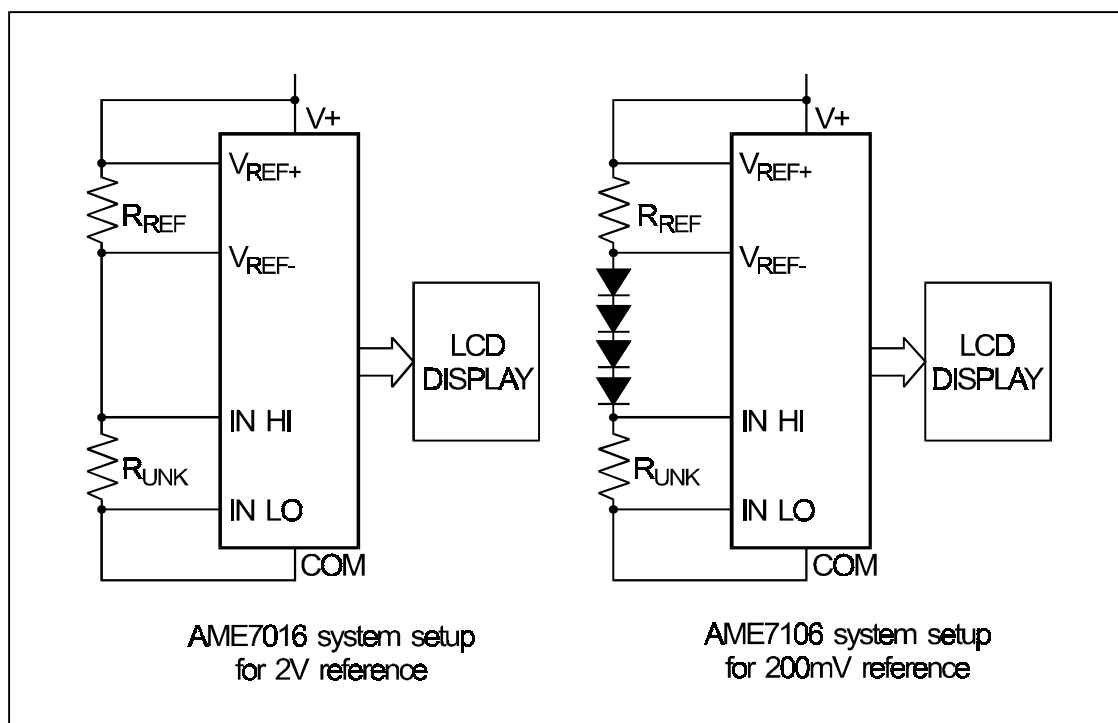 V+
VREF+
RREF
VREF-
LCD
DISPLAY
IN HI
RUNK
IN LO
COM
AME7016 system setup
for 2V reference
V+
VREF+
RREF
VREF-
LCD
DISPLAY
IN HI
RUNK
IN LO
COM
AME7106 system setup
for 200mV reference